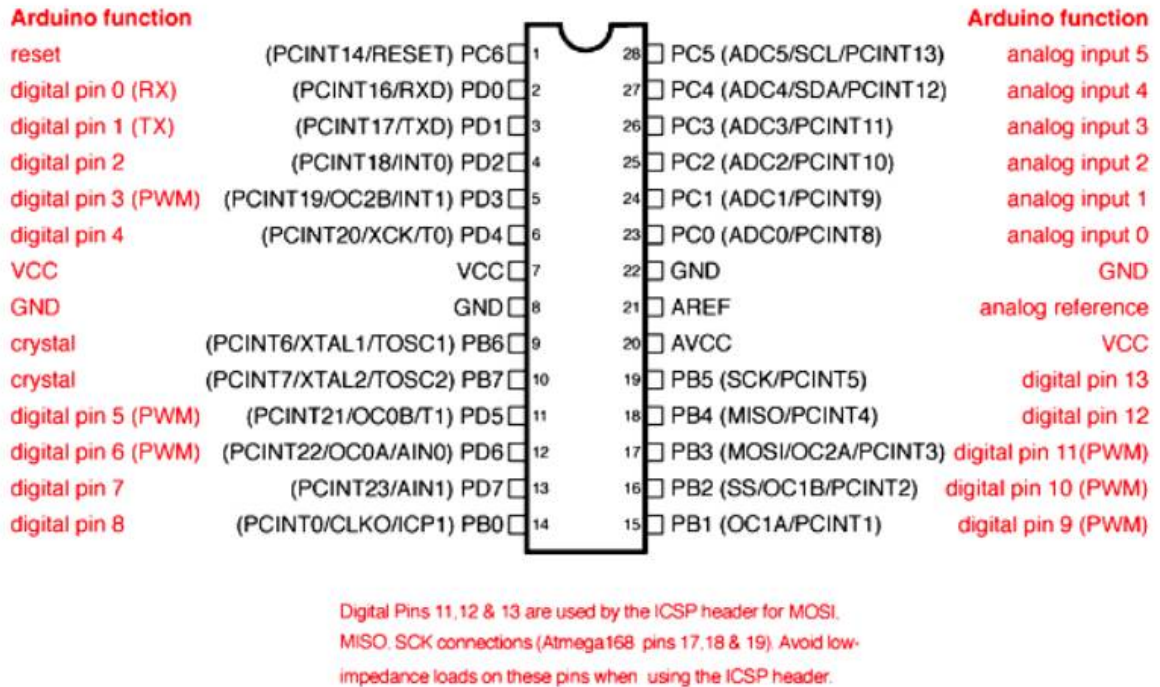 Arduino function Arduino function
reset (PCINT14/RESET) PC6 1 28 PC5 (ADC5/SCL/PCINT13) analog input 5
digital pin 0 (RX) (PCINT16/RXD) PD0 2 27 PC4 (ADC4/SDA/PCINT12) analog input 4
digital pin 1 (TX) (PCINT17/TXD) PD1 3 26 PC3 (ADC3/PCINT11) analog input 3
digital pin 2 (PCINT18/INT0) PD2 4 25 PC2 (ADC2/PCINT10) analog input 2
digital pin 3 (PWM) (PCINT19/OC2B/INT1) PD3 5 24 PC1 (ADC1/PCINT9) analog input 1
digital pin 4 (PCINT20/XCK/T0) PD4 6 23 PC0 (ADC0/PCINT8) analog input 0
VCC VCC 7 22 GND GND
GND GND 8 21 AREF analog reference
crystal (PCINT6/XTAL1/TOSC1) PB6 9 20 AVCC VCC
crystal (PCINT7/XTAL2/TOSC2) PB7 10 19 PB5 (SCK/PCINT5) digital pin 13
digital pin 5 (PWM) (PCINT21/OC0B/T1) PD5 11 18 PB4 (MISO/PCINT4) digital pin 12
digital pin 6 (PWM) (PCINT22/OC0A/AIN0) PD6 12 17 PB3 (MOSI/OC2A/PCINT3) digital pin 11(PWM)
digital pin 7 (PCINT23/AIN1) PD7 13 16 PB2 (SS/OC1B/PCINT2) digital pin 10 (PWM)
digital pin 8 (PCINT0/CLKO/ICP1) PB0 14 15 PB1 (OC1A/PCINT1) digital pin 9 (PWM)
Digital Pins 11,12 & 13 are used by the ICSP header for MOSI,
MISO, SCK connections (Atmega168 pins 17,18 & 19). Avoid low-
impedance loads on these pins when using the ICSP header.